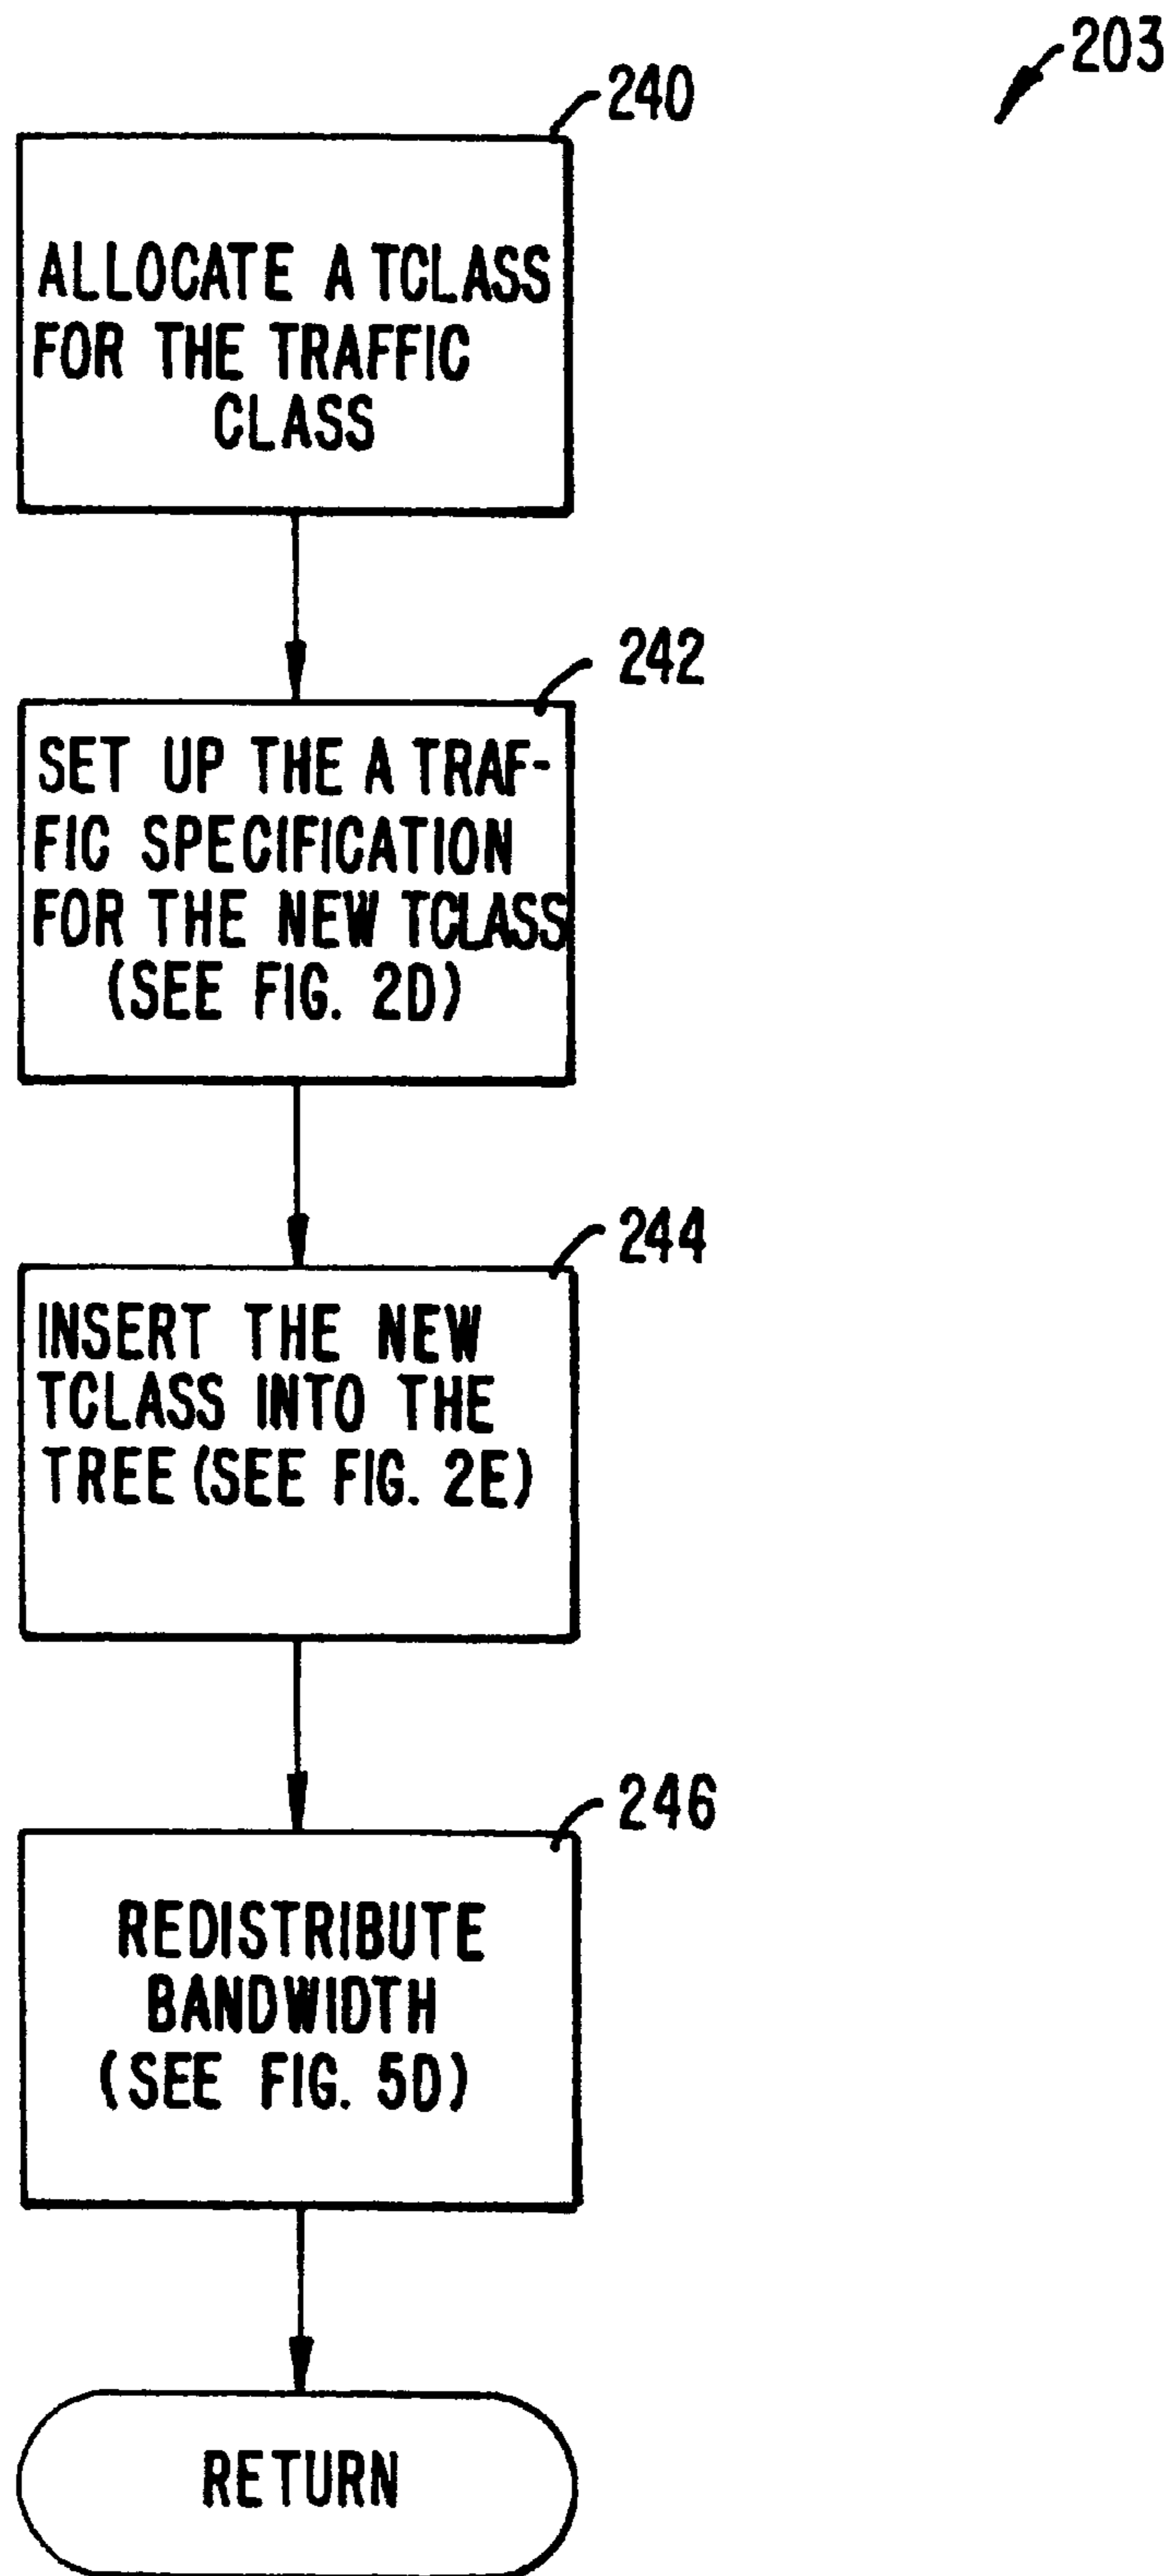 203
240
ALLOCATE A TCLASS
FOR THE TRAFFIC
CLASS
242
SET UP THE A TRAF-
FIC SPECIFICATION
FOR THE NEW TCLASS
(SEE FIG. 2D)
244
INSERT THE NEW
TCLASS INTO THE
TREE (SEE FIG. 2E)
246
REDISTRIBUTE
BANDWIDTH
(SEE FIG. 5D)
RETURN